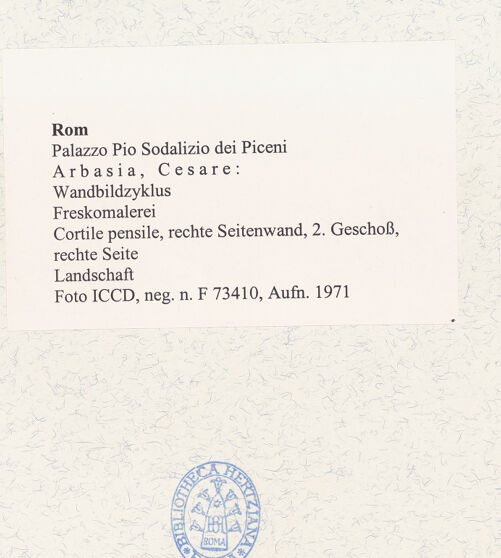 Rom
Palazzo Pio Sodalizio dei Piceni
Arbasia, Cesare:
Wandbildzyklus
Freskomalerei
Cortile pensile, rechte Seitenwand, 2. Geschoß,
rechte Seite
Landschaft
Foto ICCD, neg. n. F 73410, Aufn. 1971
*BIBLIOTHECA HERTZIANA*
ROMA